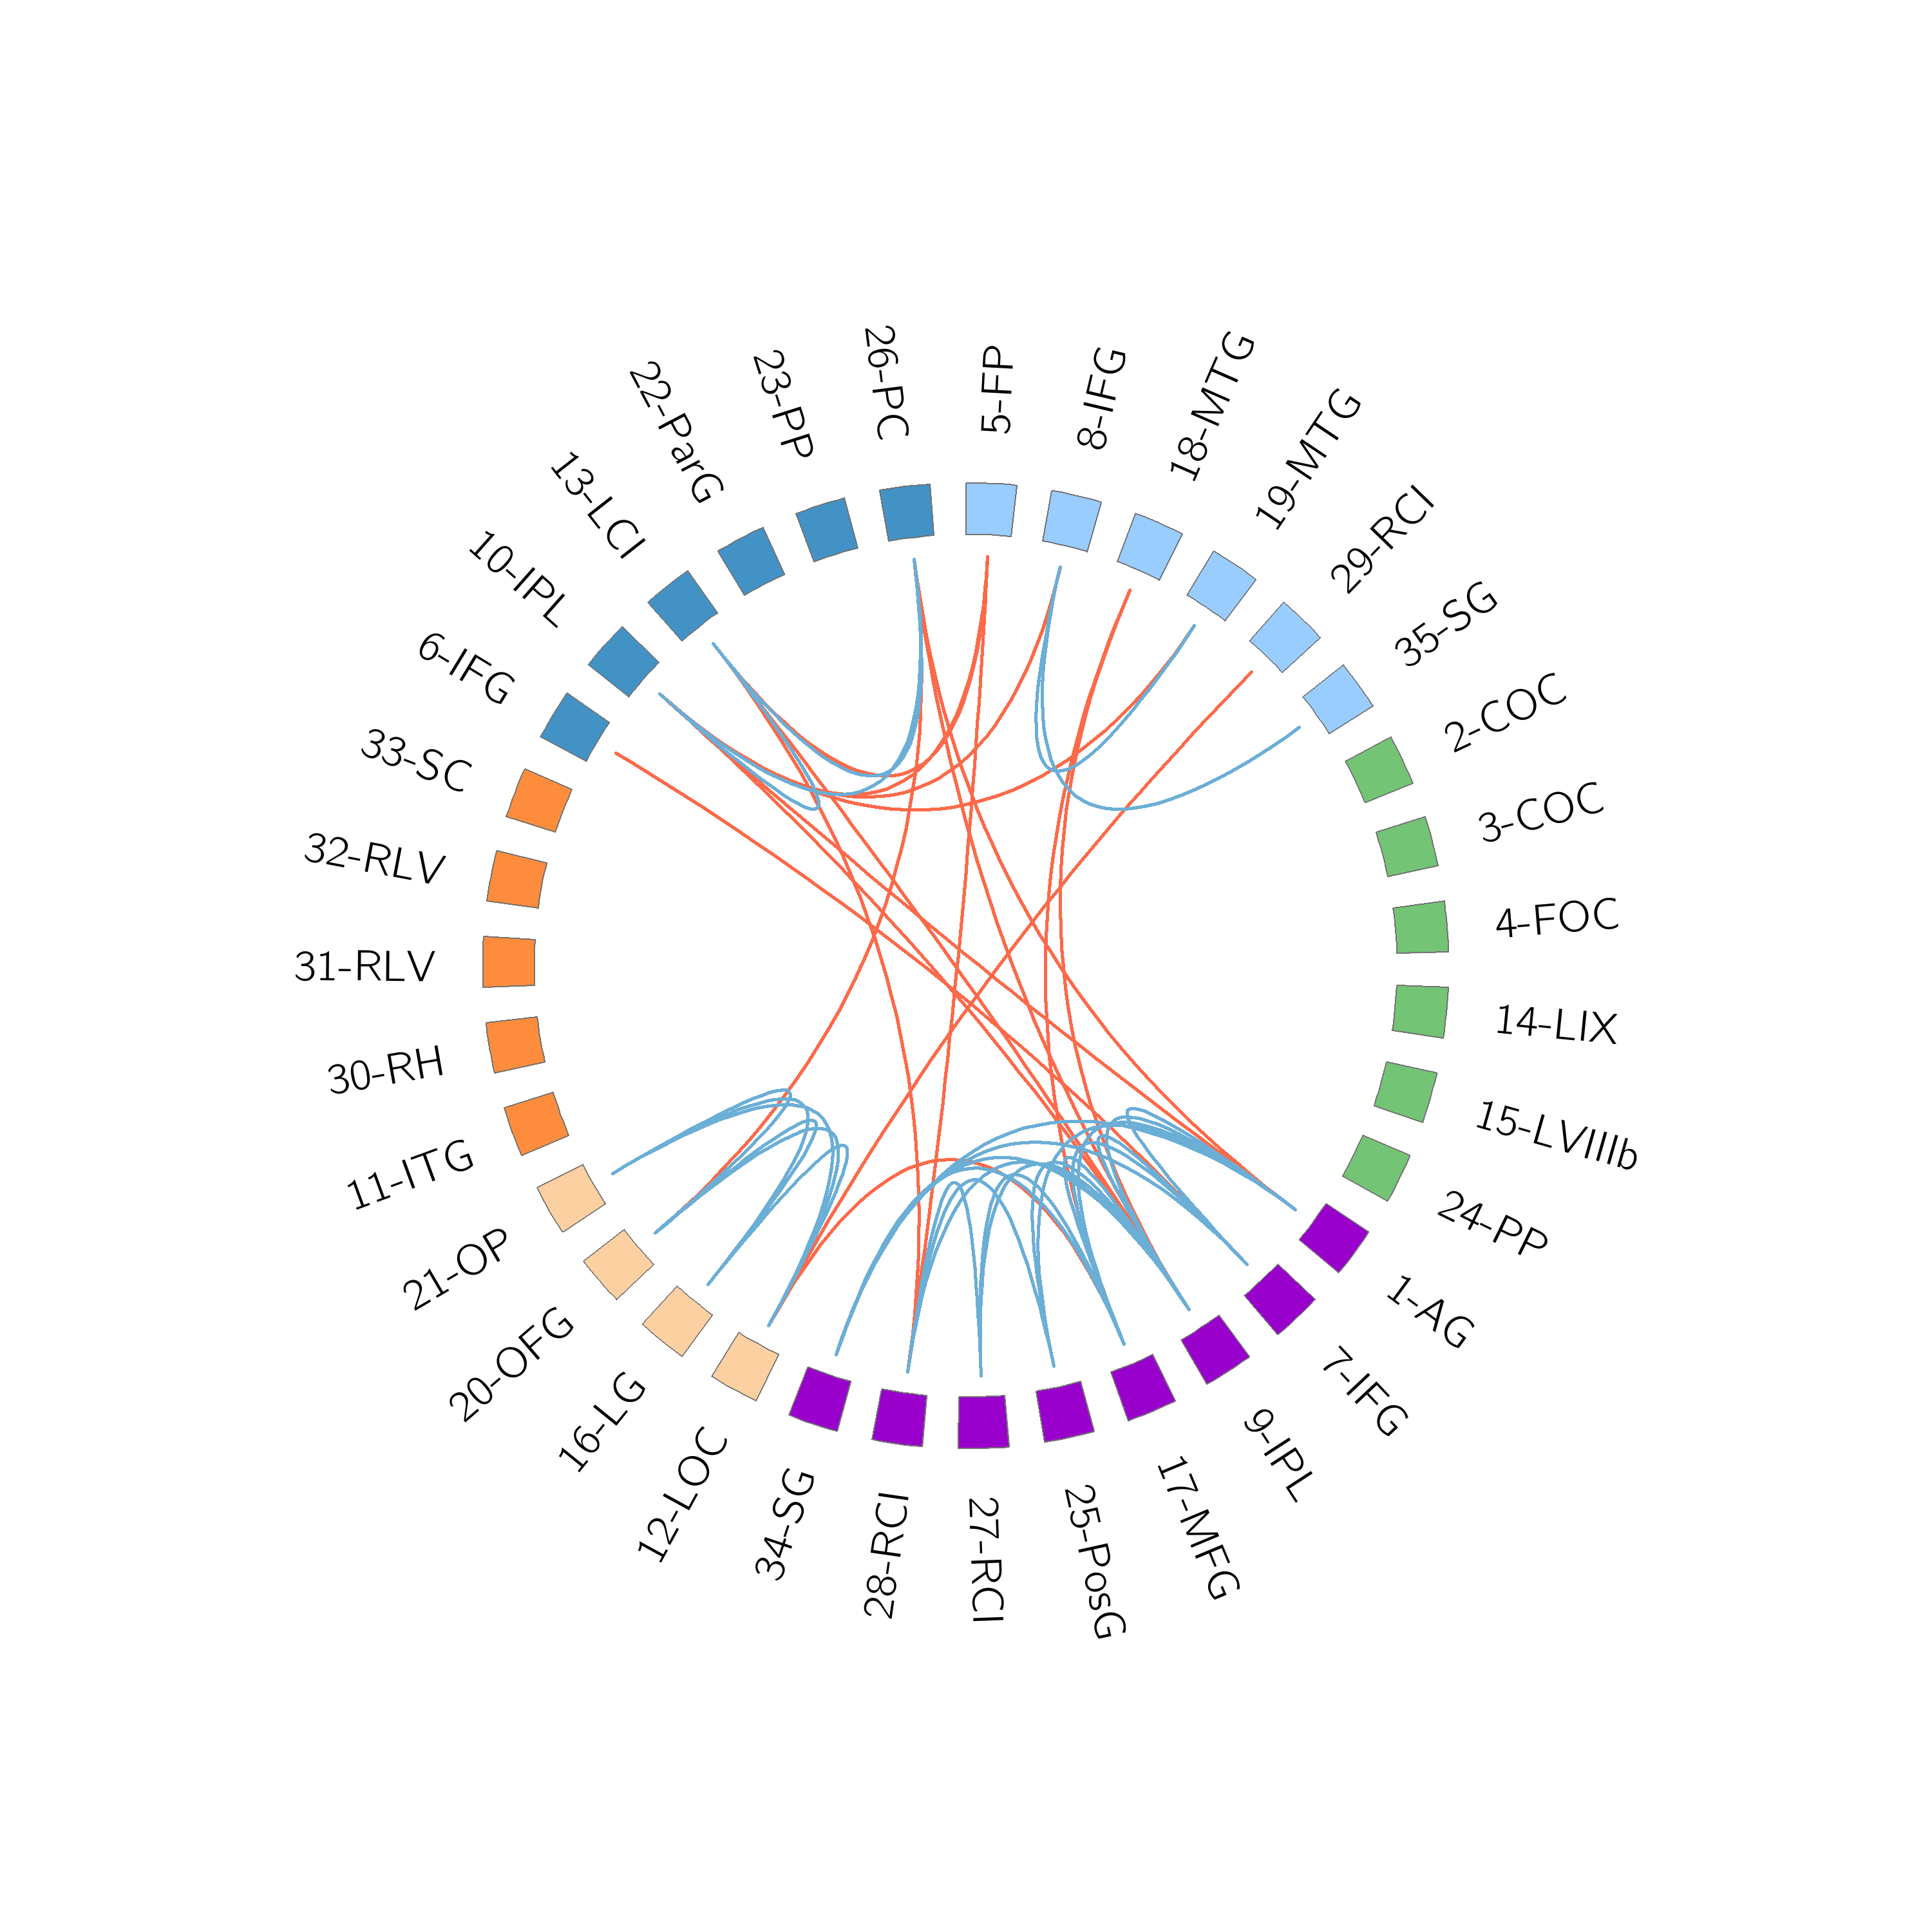 5-FP
8-IFG
18-MTG
19-MTG
29-RCI
35-SG
2-COC
3-COC
4-FOC
14-LIX
15-L VIIIb
24-PP
1-AG
7-IFG
9-IPL
17-MFG
25-PosG
27-RCI
28-RCI
34-SG
12-LOC
16-LG
20-OFG
21-OP
11-ITG
30-RH
31-RLV
32-RLV
33-SC
6-IFG
10-IPL
13-LCI
22-ParG
23-PP
26-PC